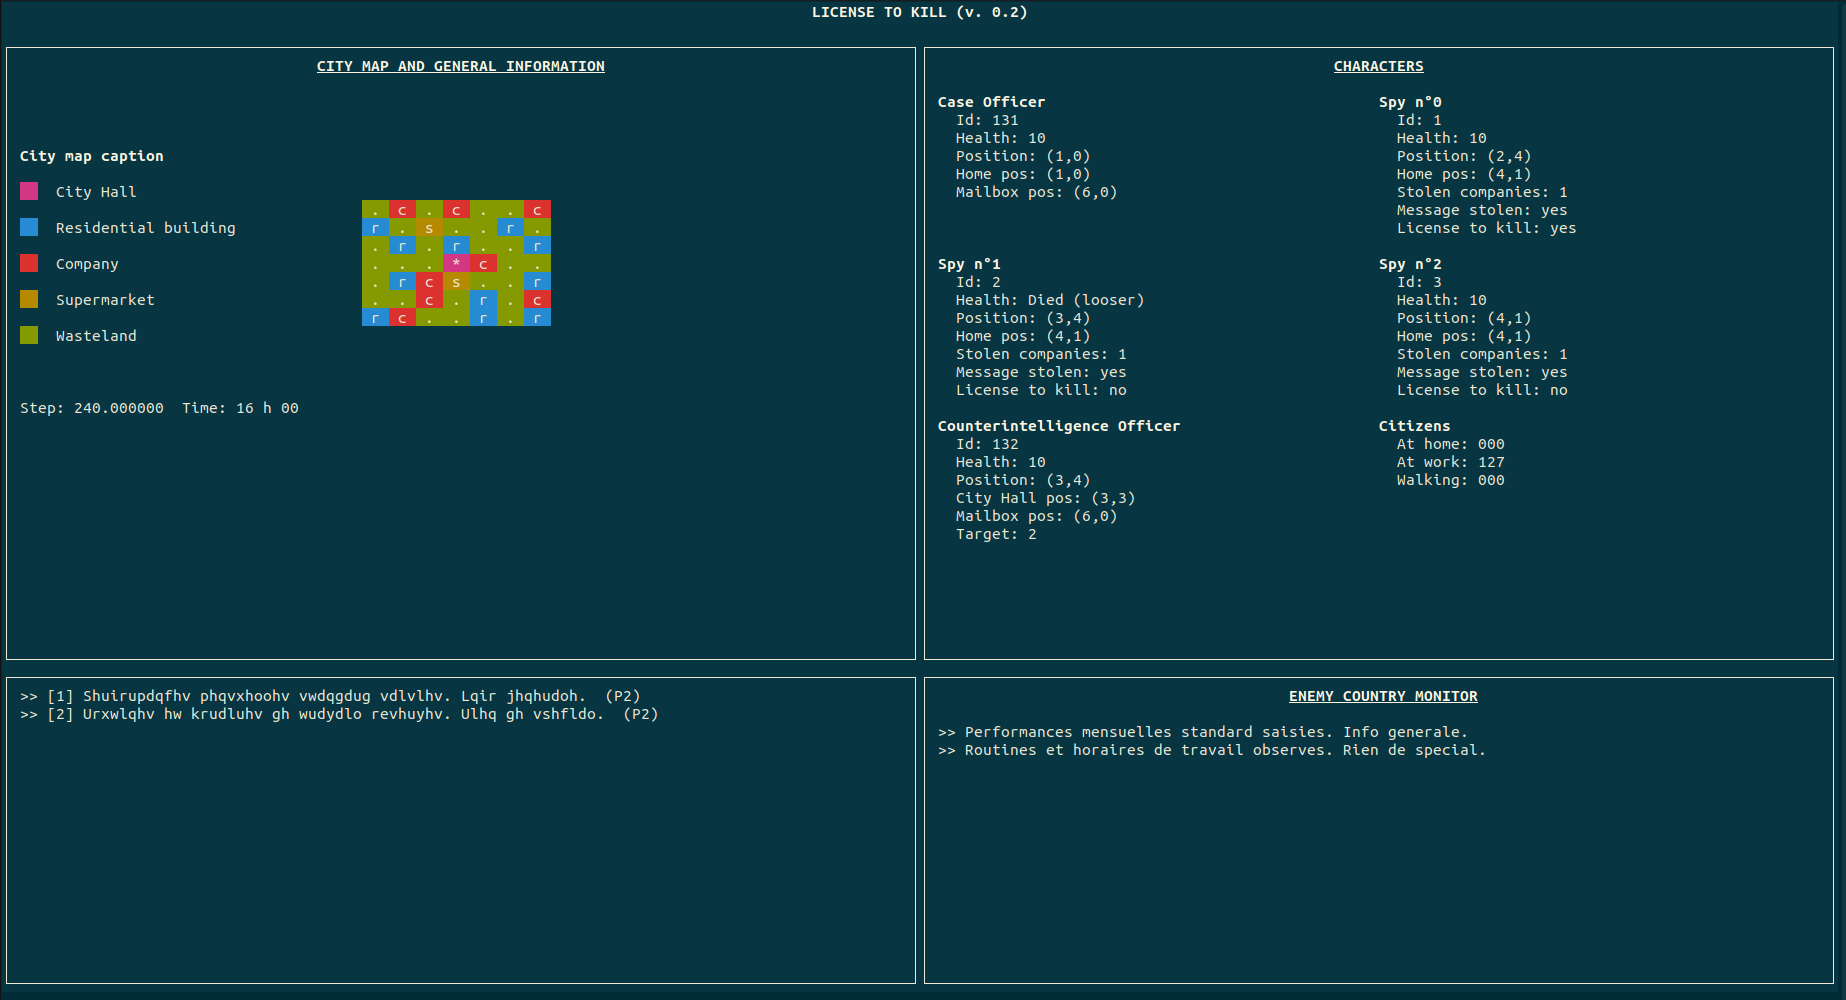 LICENSE TO KILL (v. 0.2)
CITY MAP AND GENERAL INFORMATION
City map caption
City Hall
Residential building
Company
Supermarket
Wasteland
. c . c . . c
r . s . . r .
. r . r . . r
. . . * c . .
. r c s . . r
. . c . r . c
r c . . r . r
Step: 240.000000  Time: 16 h 00
CHARACTERS
Case Officer
Id: 131
Health: 10
Position: (1,0)
Home pos: (1,0)
Mailbox pos: (6,0)
Spy n°0
Id: 1
Health: 10
Position: (2,4)
Home pos: (4,1)
Stolen companies: 1
Message stolen: yes
License to kill: yes
Spy n°1
Id: 2
Health: Died (looser)
Position: (3,4)
Home pos: (4,1)
Stolen companies: 1
Message stolen: yes
License to kill: no
Spy n°2
Id: 3
Health: 10
Position: (4,1)
Home pos: (4,1)
Stolen companies: 1
Message stolen: yes
License to kill: no
Counterintelligence Officer
Id: 132
Health: 10
Position: (3,4)
City Hall pos: (3,3)
Mailbox pos: (6,0)
Target: 2
Citizens
At home: 000
At work: 127
Walking: 000
>> [1] Shuirupdqfhv phqvxhoohv vwdqgdug vdlvlhv. Lqir jhqhudoh.  (P2)
>> [2] Urxwlqhv hw krudluhv gh wudydlo revhuyhv. Ulhq gh vshfldo.  (P2)
ENEMY COUNTRY MONITOR
>> Performances mensuelles standard saisies. Info generale.
>> Routines et horaires de travail observes. Rien de special.